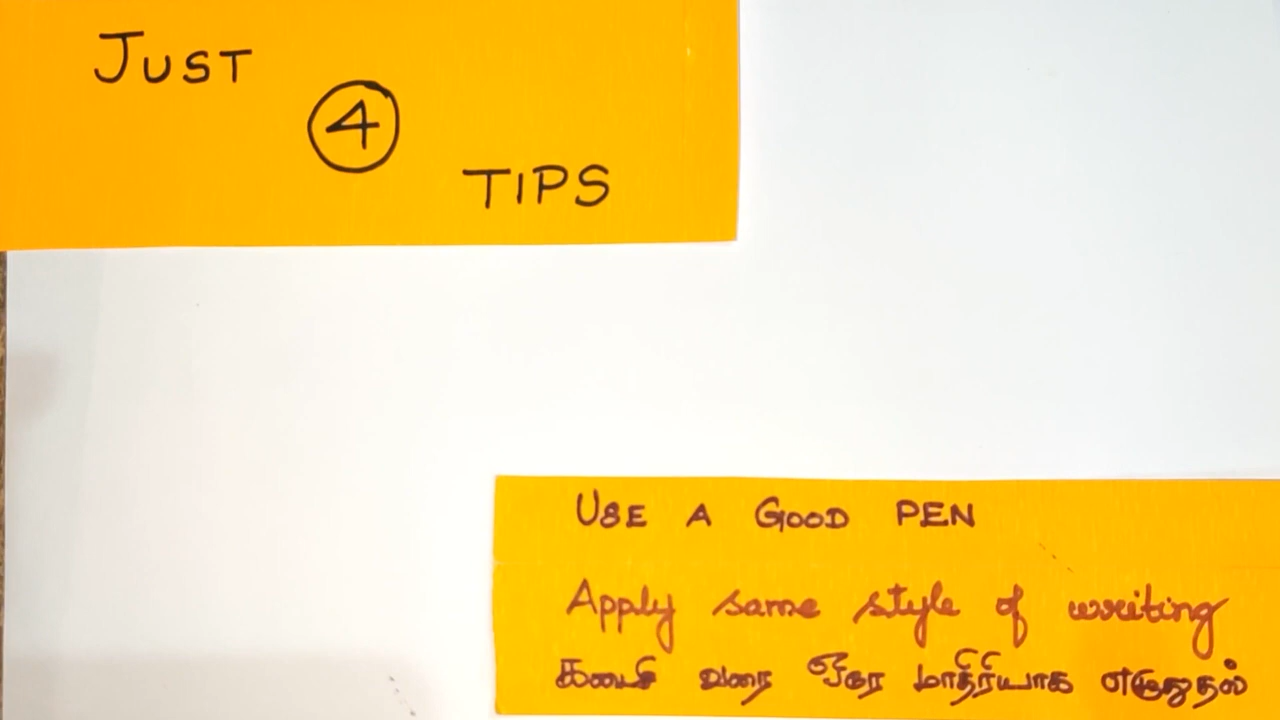 JUST
4
TIPS
USE A GOOD PEN
Apply same style of writing
கடைசி வரை ஒரே மாதிரியாக எழுதுதல்